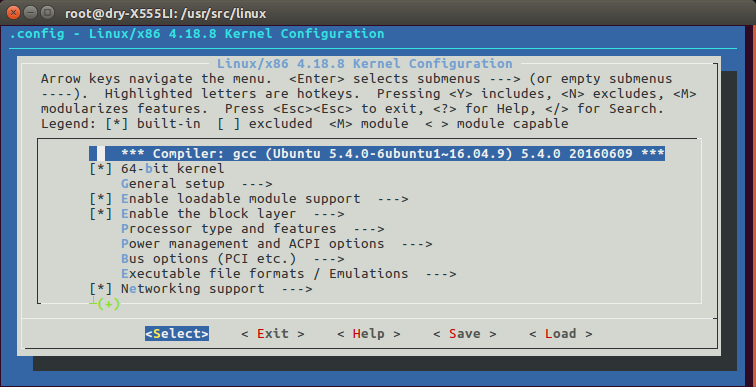 root@dry-X555LI: /usr/src/linux
.config - Linux/x86 4.18.8 Kernel Configuration
Linux/x86 4.18.8 Kernel Configuration
Arrow keys navigate the menu.  <Enter> selects submenus ---> (or empty submenus
----).  Highlighted letters are hotkeys.  Pressing <Y> includes, <N> excludes, <M>
modularizes features.  Press <Esc><Esc> to exit, <?> for Help, </> for Search.
Legend: [*] built-in  [ ] excluded  <M> module  < > module capable
*** Compiler: gcc (Ubuntu 5.4.0-6ubuntu1~16.04.9) 5.4.0 20160609 ***
[*] 64-bit kernel
General setup  --->
[*] Enable loadable module support  --->
[*] Enable the block layer  --->
Processor type and features  --->
Power management and ACPI options  --->
Bus options (PCI etc.)  --->
Executable file formats / Emulations  --->
[*] Networking support  --->
(+)
<Select>    < Exit >    < Help >    < Save >    < Load >